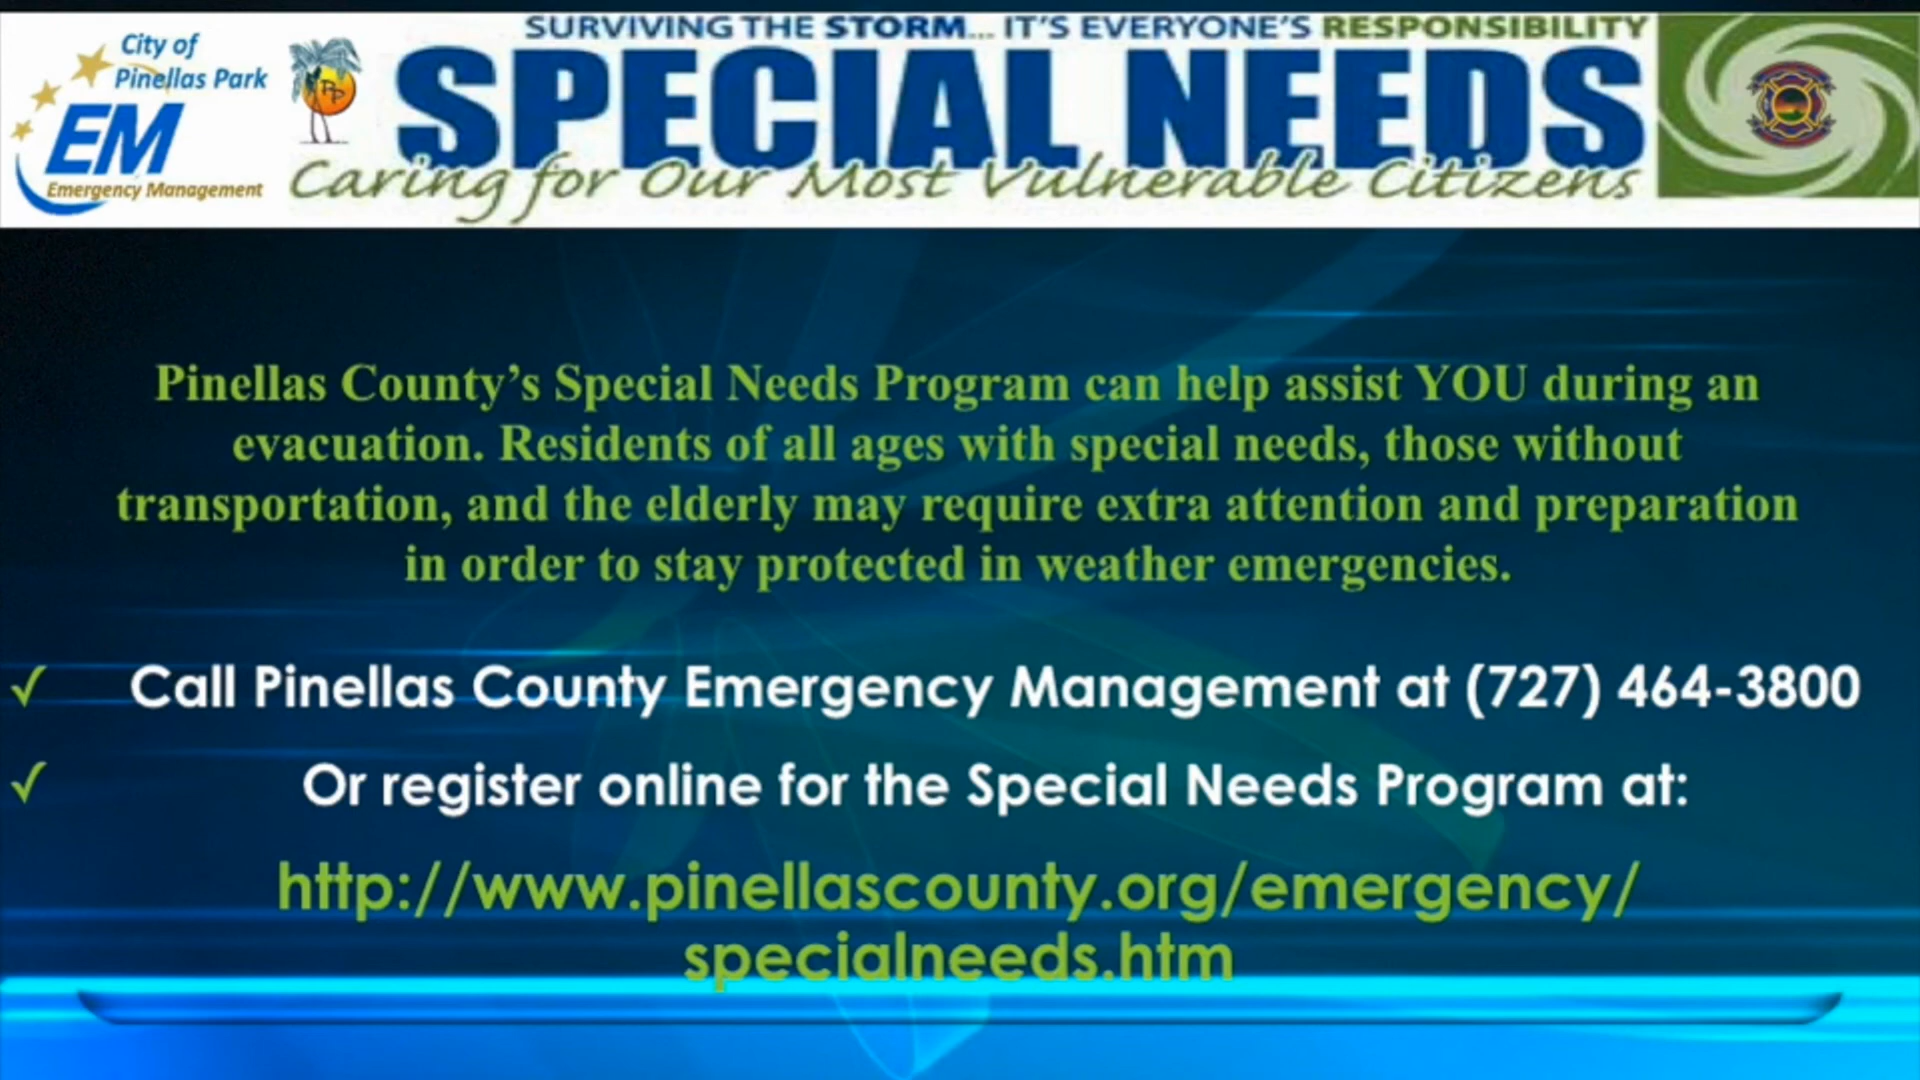 SURVIVING THE STORM... IT'S EVERYONE'S RESPONSIBILITY
City of
Pinellas Park
EM
Emergency Management
PP
SPECIAL NEEDS
Caring for Our Most Vulnerable Citizens
Pinellas County's Special Needs Program can help assist YOU during an
evacuation. Residents of all ages with special needs, those without
transportation, and the elderly may require extra attention and preparation
in order to stay protected in weather emergencies.
✓ Call Pinellas County Emergency Management at (727) 464-3800
✓ Or register online for the Special Needs Program at:
http://www.pinellascounty.org/emergency/
specialneeds.htm